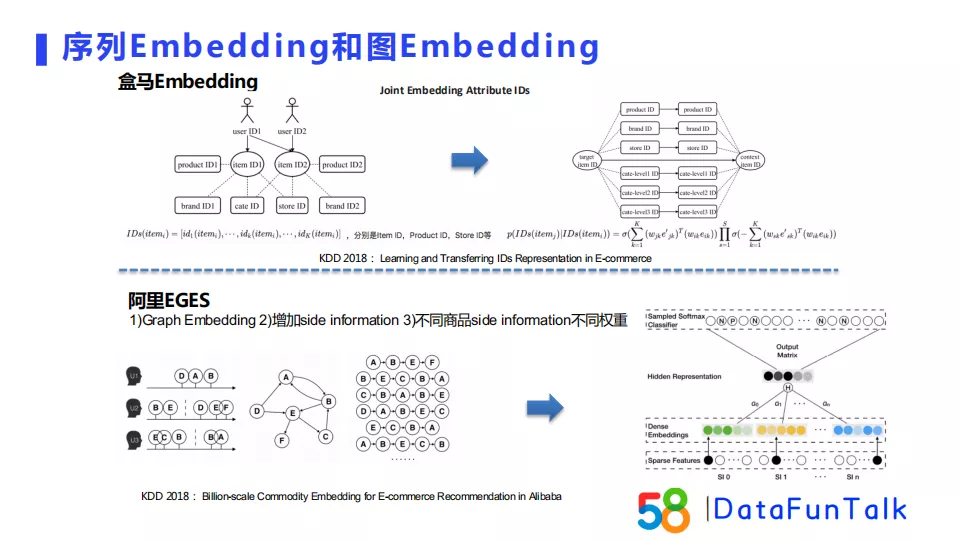 序列Embedding和图Embedding
盒马Embedding
Joint Embedding Attribute IDs
user ID1 user ID2
product ID1 item ID1 item ID2 product ID2
brand ID1 cate ID store ID brand ID2
product ID product ID
brand ID brand ID
store ID store ID
target item ID context item ID
cate-level1 ID cate-level1 ID
cate-level2 ID cate-level2 ID
cate-level3 ID cate-level3 ID
IDs(item_i) = [id_1(item_i), ⋯, id_k(item_i), ⋯, id_K(item_i)] ,分别是Item ID, Product ID, Store ID等
p(IDs(item_j)|IDs(item_i)) = σ(∑_{k=1}^{K}(w_{jk}e'_{jk})^T(w_{ik}e_{ik})) ∏_{s=1}^{S} σ(-∑_{k=1}^{K}(w_{sk}e'_{sk})^T(w_{ik}e_{ik}))
KDD 2018： Learning and Transferring IDs Representation in E-commerce
阿里EGES
1)Graph Embedding 2)增加side information 3)不同商品side information不同权重
U1 D A B
U2 B E D E F
U3 E C B B A
A B
D E
F C
A B E F
B E C B A
C B A B E
D A B E C
E C B A
A B E C B
······
Sampled Softmax Classifier N P N ··· N N
Output Matrix
Hidden Representation
H
a0 a1 ··· an
Dense Embeddings ···
Sparse Features ··· ··· ··· ···
SI 0 SI 1 ··· SI n
KDD 2018： Billion-scale Commodity Embedding for E-commerce Recommendation in Alibaba
58 | DataFunTalk